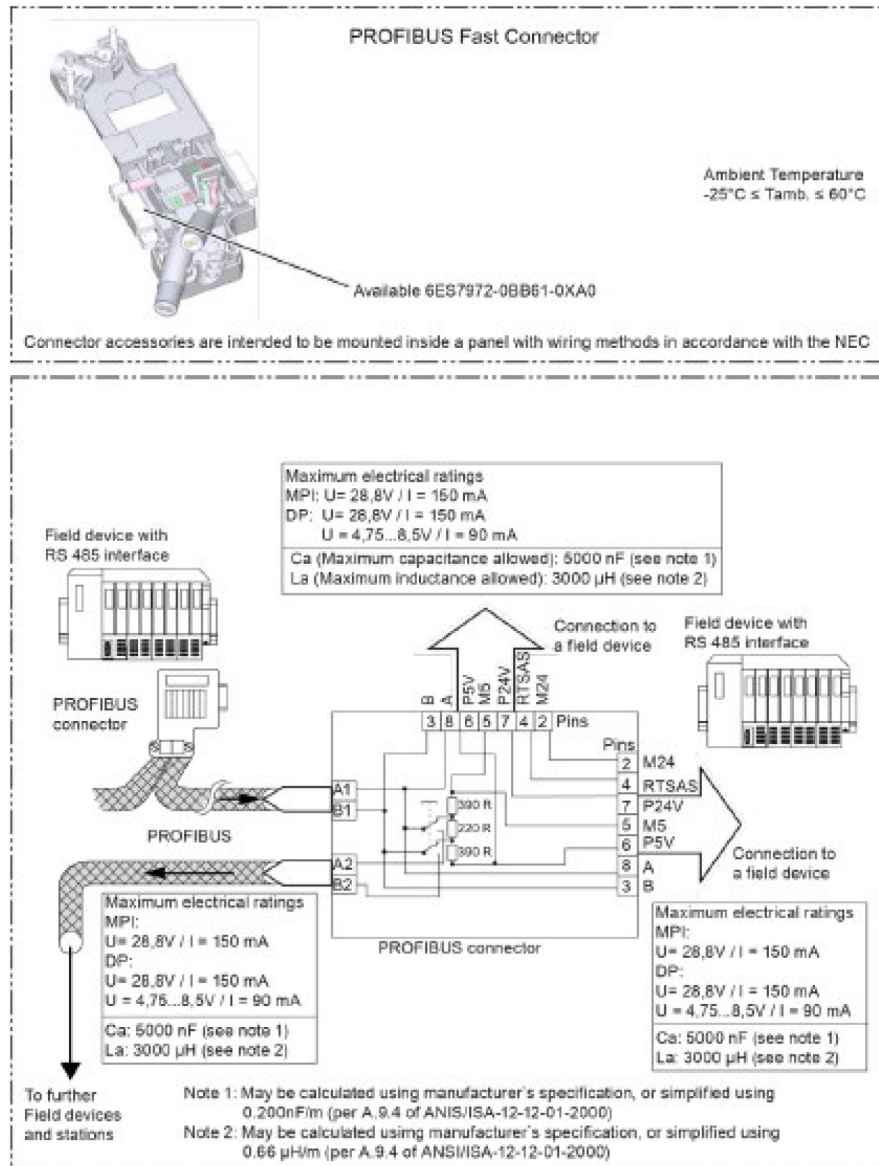 PROFIBUS Fast Connector
Ambient Temperature
-25°C ≤ Tamb. ≤ 60°C
Available 6ES7972-0BB61-0XA0
Connector accessories are intended to be mounted inside a panel with wiring methods in accordance with the NEC
Maximum electrical ratings
MPI: U= 28,8V / I = 150 mA
DP: U= 28,8V / I = 150 mA
U = 4,75...8,5V / I = 90 mA
Ca (Maximum capacitance allowed): 5000 nF (see note 1)
La (Maximum inductance allowed): 3000 µH (see note 2)
Field device with
RS 485 interface
Connection to
a field device
Field device with
RS 485 interface
PROFIBUS
connector
B
A
P5V
M5
P24V
RTSAS
M24
3 8 6 5 7 4 2 Pins
Pins
2 M24
4 RTSAS
7 P24V
5 M5
6 P5V
8 A
3 B
A1
B1
390 R
220 R
390 R
PROFIBUS
A2
B2
Connection to
a field device
PROFIBUS connector
Maximum electrical ratings
MPI:
U= 28,8V / I = 150 mA
DP:
U= 28,8V / I = 150 mA
U = 4,75...8,5V / I = 90 mA
Ca: 5000 nF (see note 1)
La: 3000 µH (see note 2)
Maximum electrical ratings
MPI:
U= 28,8V / I = 150 mA
DP:
U= 28,8V / I = 150 mA
U = 4,75...8,5V / I = 90 mA
Ca: 5000 nF (see note 1)
La: 3000 µH (see note 2)
To further
Field devices
and stations
Note 1: May be calculated using manufacturer's specification, or simplified using
0.200nF/m (per A.9.4 of ANIS/ISA-12-12-01-2000)
Note 2: May be calculated usimg manufacturer's specification, or simplified using
0.66 µH/m (per A.9.4 of ANSI/ISA-12-12-01-2000)